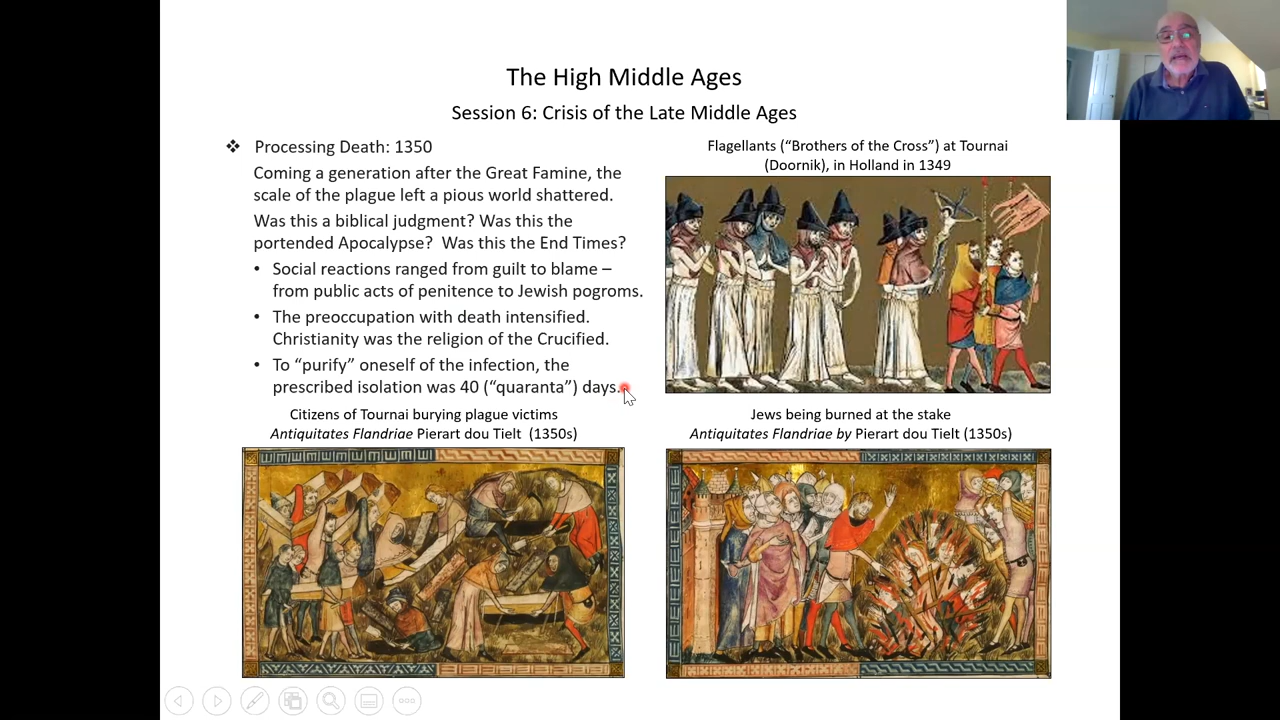 The High Middle Ages
Session 6: Crisis of the Late Middle Ages
❖ Processing Death: 1350
Coming a generation after the Great Famine, the
scale of the plague left a pious world shattered.
Was this a biblical judgment? Was this the
portended Apocalypse? Was this the End Times?
• Social reactions ranged from guilt to blame –
from public acts of penitence to Jewish pogroms.
• The preoccupation with death intensified.
Christianity was the religion of the Crucified.
• To “purify” oneself of the infection, the
prescribed isolation was 40 (“quaranta”) days.
Flagellants (“Brothers of the Cross”) at Tournai
(Doornik), in Holland in 1349
Citizens of Tournai burying plague victims
Antiquitates Flandriae Pierart dou Tielt (1350s)
Jews being burned at the stake
Antiquitates Flandriae by Pierart dou Tielt (1350s)